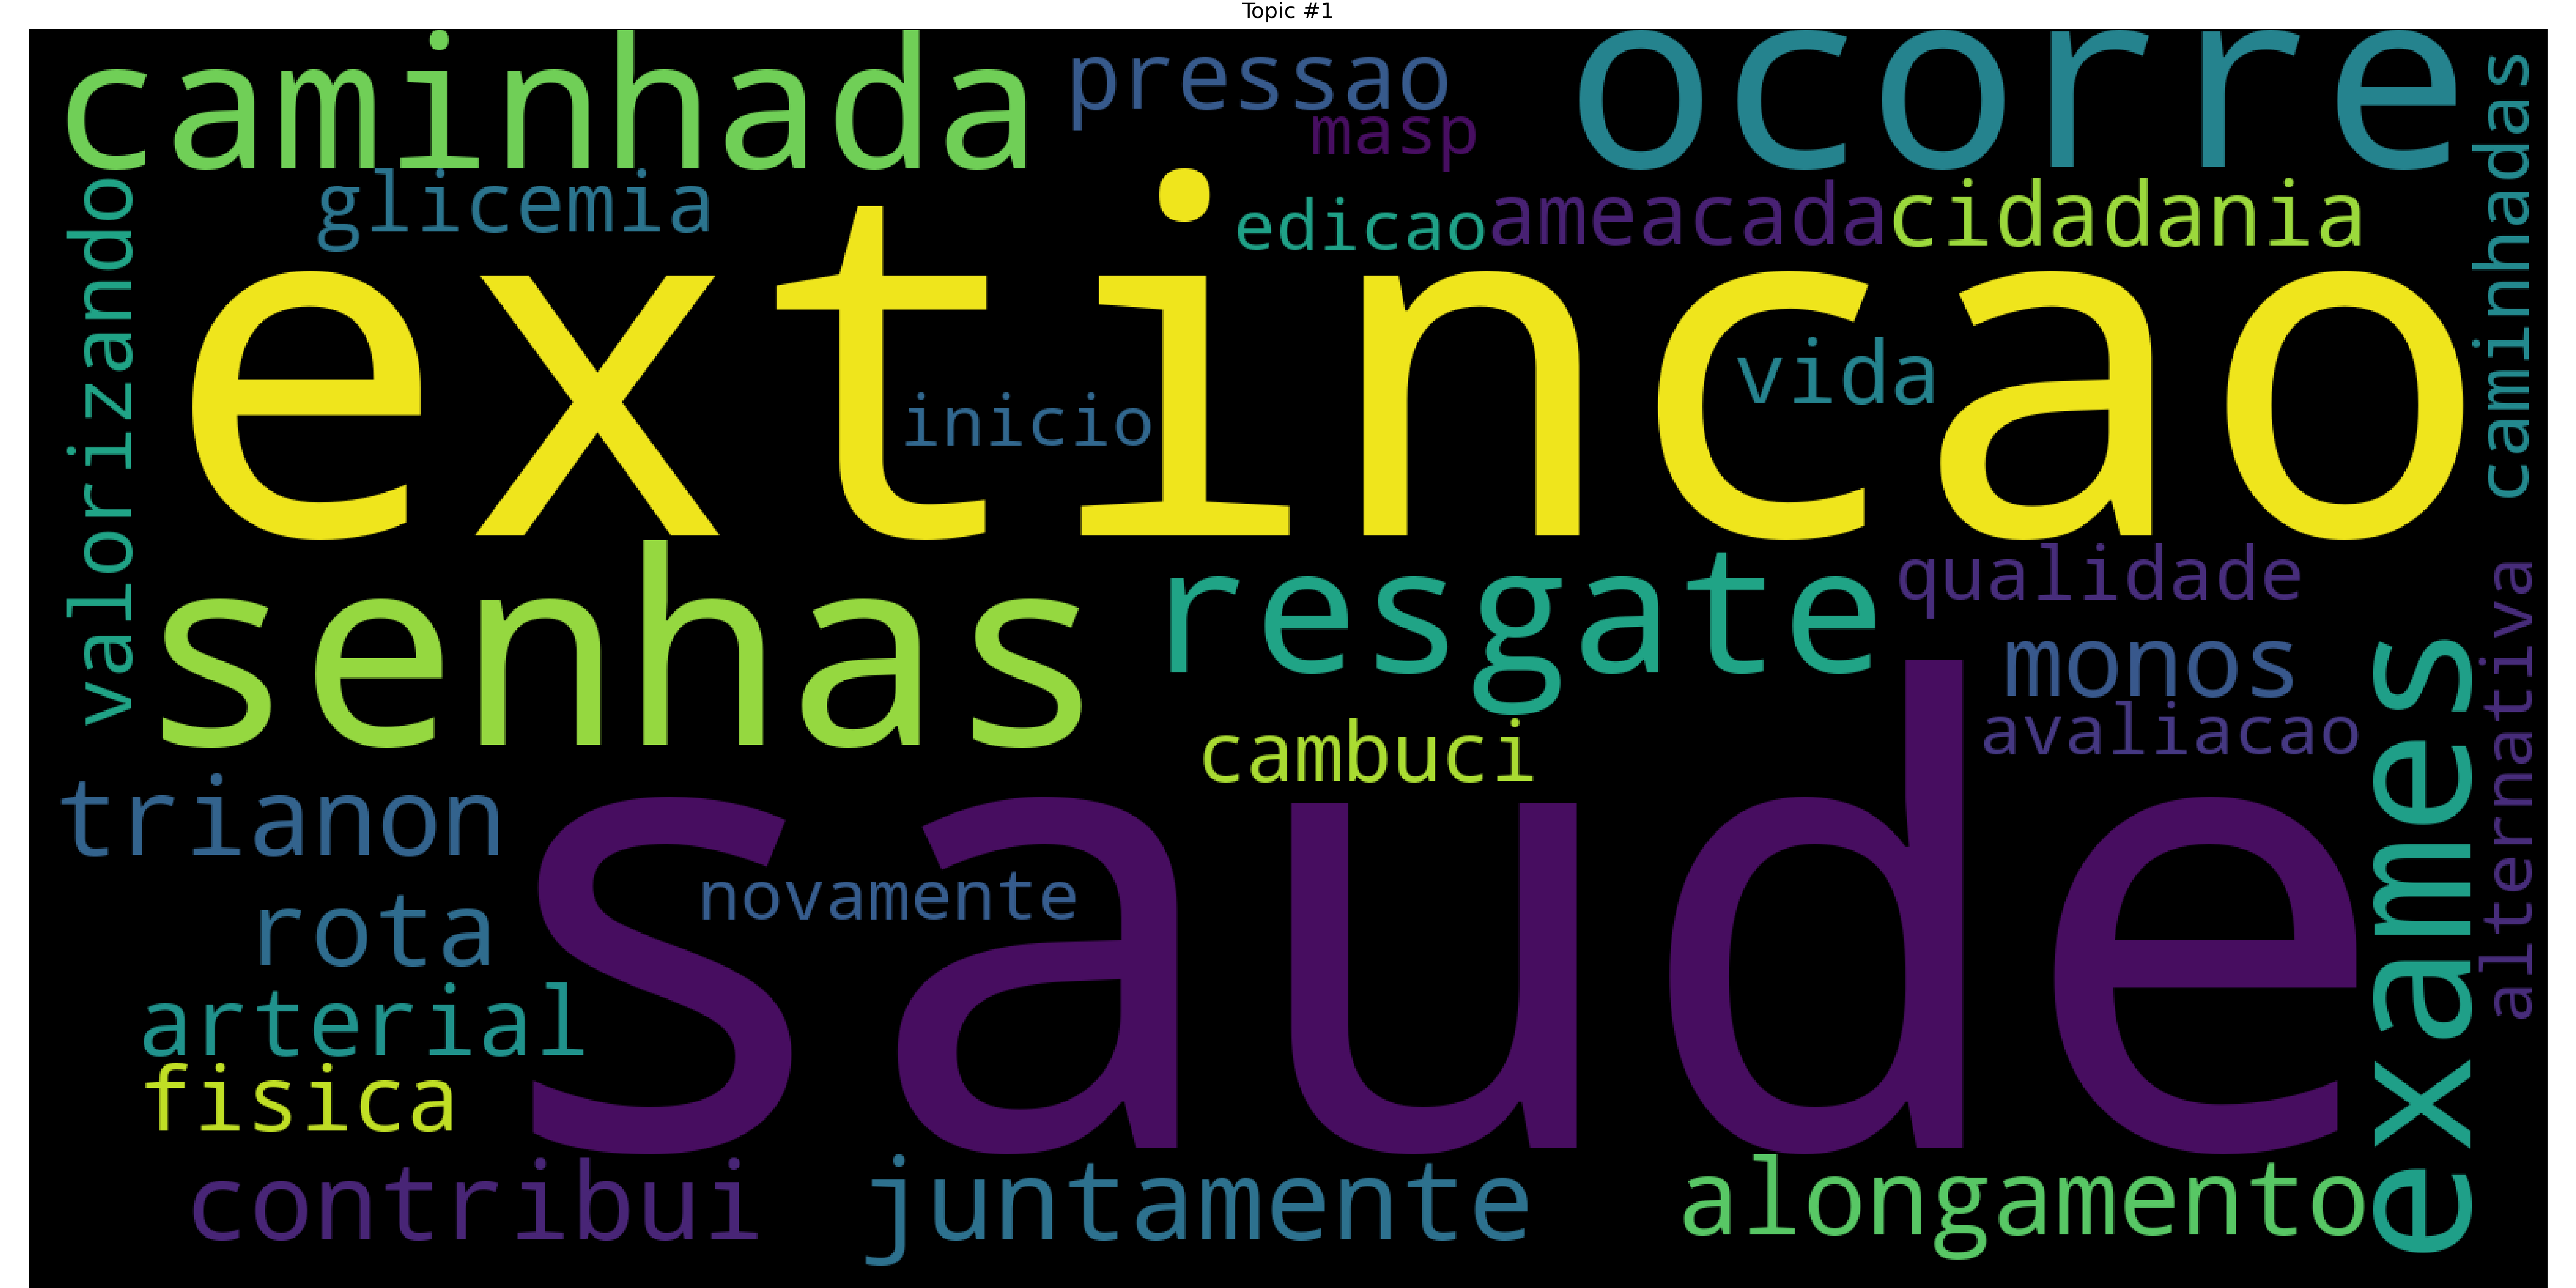 Topic #1
caminhada
pressao
ocorre
masp
caminhadas
valorizando
glicemia
edicao
ameacada
cidadania
extincao
vida
inicio
senhas
resgate
qualidade
monos
avaliacao
alternativa
exames
cambuci
trianon
saude
novamente
rota
arterial
fisica
contribui
juntamente
alongamento